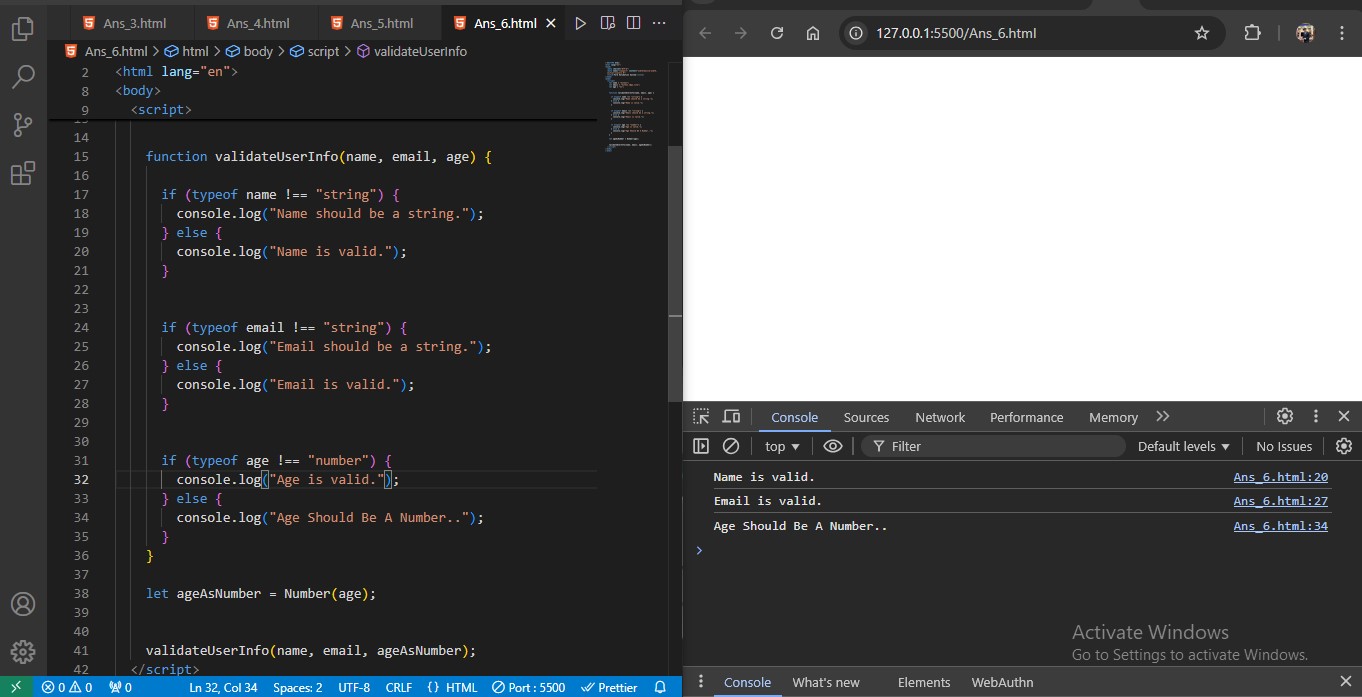 Ans_3.html Ans_4.html Ans_5.html Ans_6.html
Ans_6.html > html > body > script > validateUserInfo
2 <html lang="en">
8 <body>
9 <script>
14
15 function validateUserInfo(name, email, age) {
16
17 if (typeof name !== "string") {
18 console.log("Name should be a string.");
19 } else {
20 console.log("Name is valid.");
21 }
22
23
24 if (typeof email !== "string") {
25 console.log("Email should be a string.");
26 } else {
27 console.log("Email is valid.");
28 }
29
30
31 if (typeof age !== "number") {
32 console.log("Age is valid.");
33 } else {
34 console.log("Age Should Be A Number..");
35 }
36 }
37
38 let ageAsNumber = Number(age);
39
40
41 validateUserInfo(name, email, ageAsNumber);
42 </script>
0 0 0 Ln 32, Col 34 Spaces: 2 UTF-8 CRLF {} HTML Port : 5500 Prettier
127.0.0.1:5500/Ans_6.html
Console Sources Network Performance Memory
top Filter Default levels No Issues
Name is valid. Ans_6.html:20
Email is valid. Ans_6.html:27
Age Should Be A Number.. Ans_6.html:34
Activate Windows
Go to Settings to activate Windows.
Console What's new Elements WebAuthn